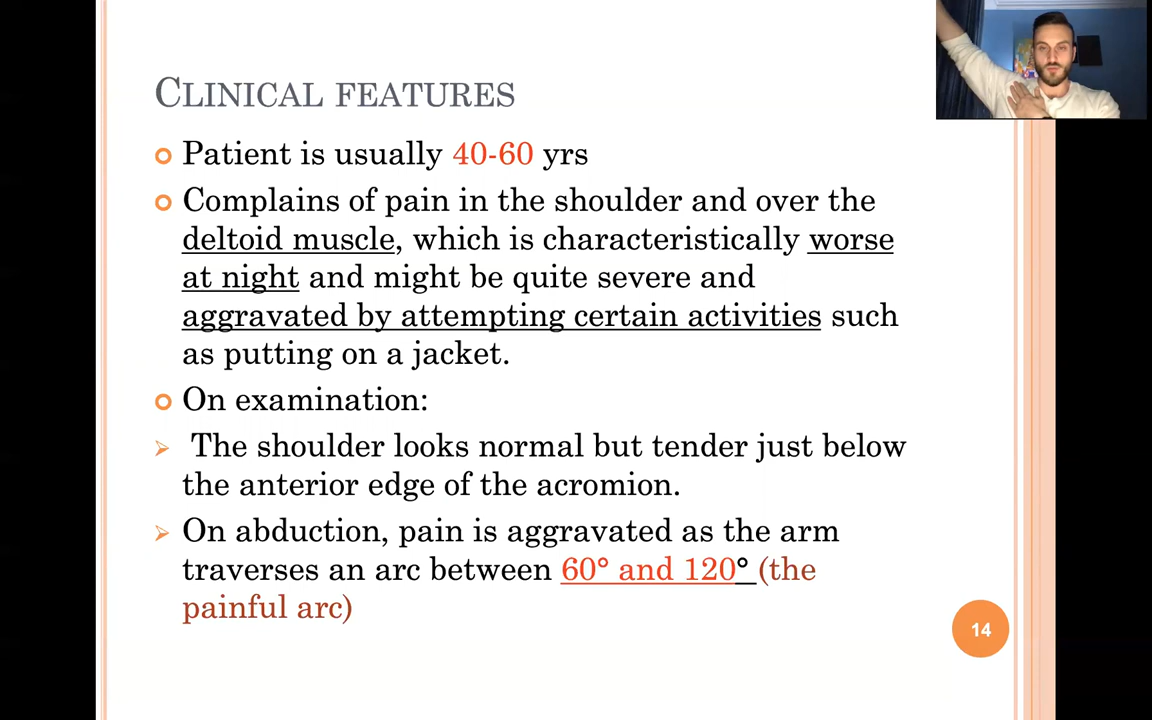 CLINICAL FEATURES
Patient is usually 40-60 yrs
Complains of pain in the shoulder and over the
deltoid muscle, which is characteristically worse
at night and might be quite severe and
aggravated by attempting certain activities such
as putting on a jacket.
On examination:
The shoulder looks normal but tender just below
the anterior edge of the acromion.
On abduction, pain is aggravated as the arm
traverses an arc between 60° and 120° (the
painful arc)
14